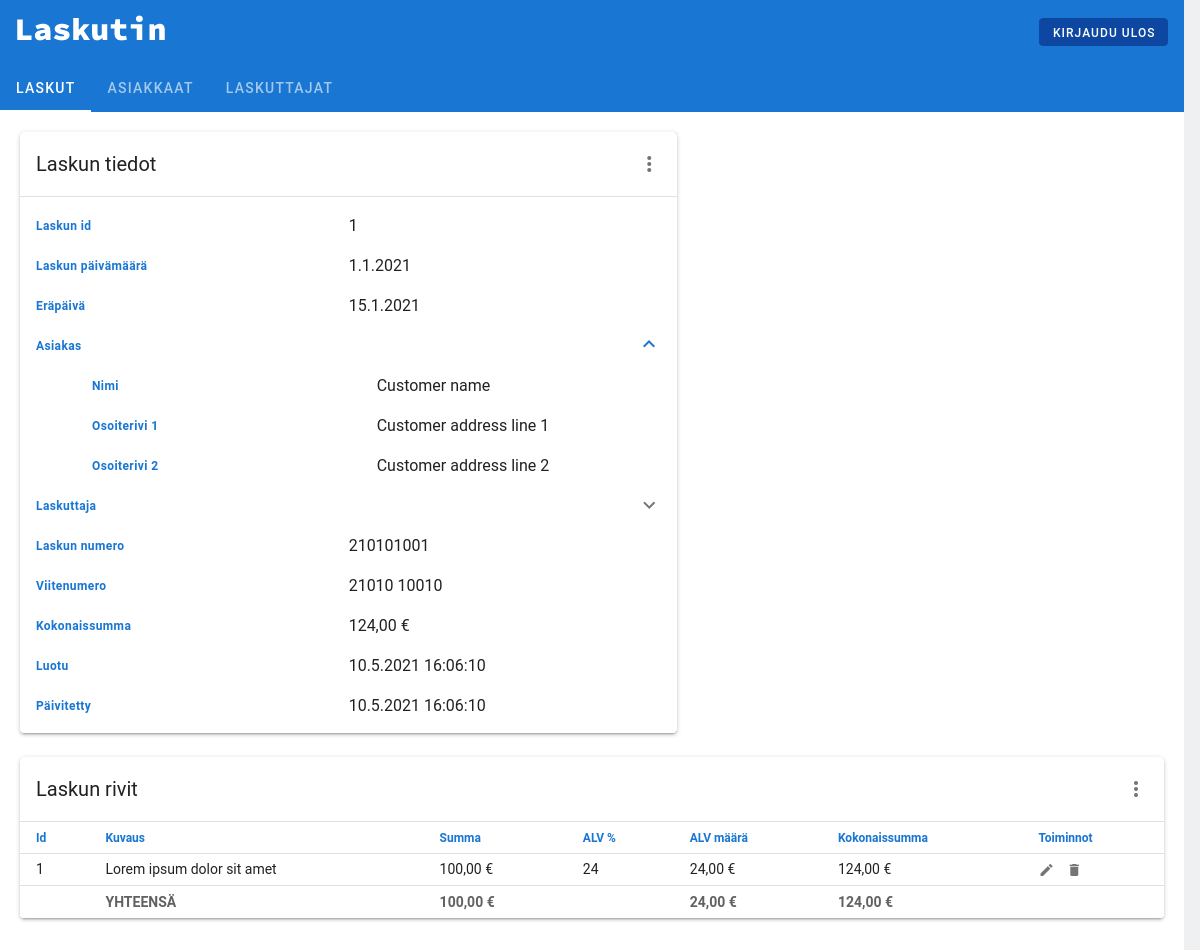 Laskutin
KIRJAUDU ULOS
LASKUT ASIAKKAAT LASKUTTAJAT
Laskun tiedot
Laskun id 1
Laskun päivämäärä 1.1.2021
Eräpäivä 15.1.2021
Asiakas
Nimi Customer name
Osoiterivi 1 Customer address line 1
Osoiterivi 2 Customer address line 2
Laskuttaja
Laskun numero 210101001
Viitenumero 21010 10010
Kokonaissumma 124,00 €
Luotu 10.5.2021 16:06:10
Päivitetty 10.5.2021 16:06:10
Laskun rivit
Id Kuvaus Summa ALV % ALV määrä Kokonaissumma Toiminnot
1 Lorem ipsum dolor sit amet 100,00 € 24 24,00 € 124,00 €
YHTEENSÄ 100,00 € 24,00 € 124,00 €